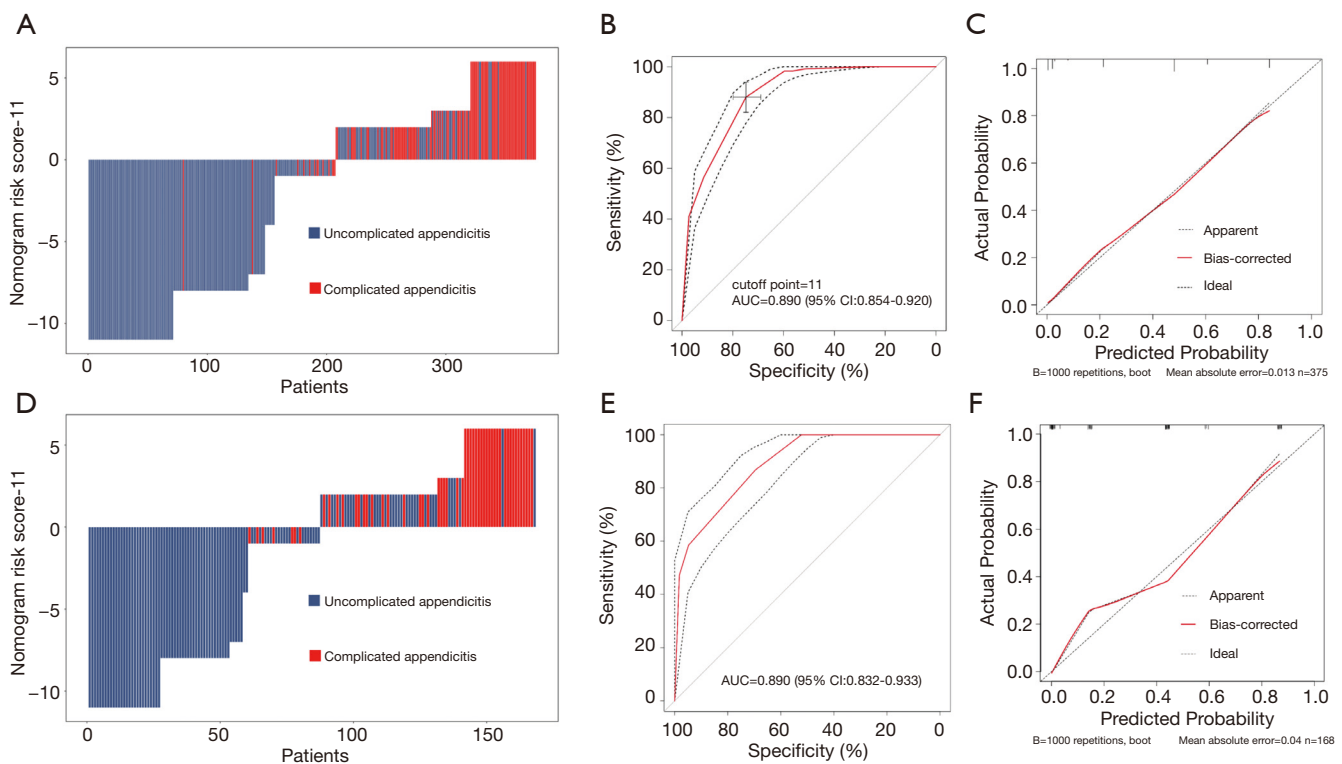 A
Nomogram risk score-11
5
0
−5
−10
Uncomplicated appendicitis
Complicated appendicitis
0
100
200
300
Patients
B
Sensitivity (%)
100
80
60
40
20
0
cutoff point=11
AUC=0.890 (95% CI:0.854-0.920)
100 80 60 40 20 0
Specificity (%)
C
Actual Probability
1.0
0.8
0.6
0.4
0.2
0.0
Apparent
Bias-corrected
Ideal
0.0 0.2 0.4 0.6 0.8 1.0
Predicted Probability
B=1000 repetitions, boot Mean absolute error=0.013 n=375
D
Nomogram risk score-11
5
0
−5
−10
Uncomplicated appendicitis
Complicated appendicitis
0
50
100
150
Patients
E
Sensitivity (%)
100
80
60
40
20
0
AUC=0.890 (95% CI:0.832-0.933)
100 80 60 40 20 0
Specificity (%)
F
Actual Probability
1.0
0.8
0.6
0.4
0.2
0.0
Apparent
Bias-corrected
Ideal
0.0 0.2 0.4 0.6 0.8 1.0
Predicted Probability
B=1000 repetitions, boot Mean absolute error=0.04 n=168